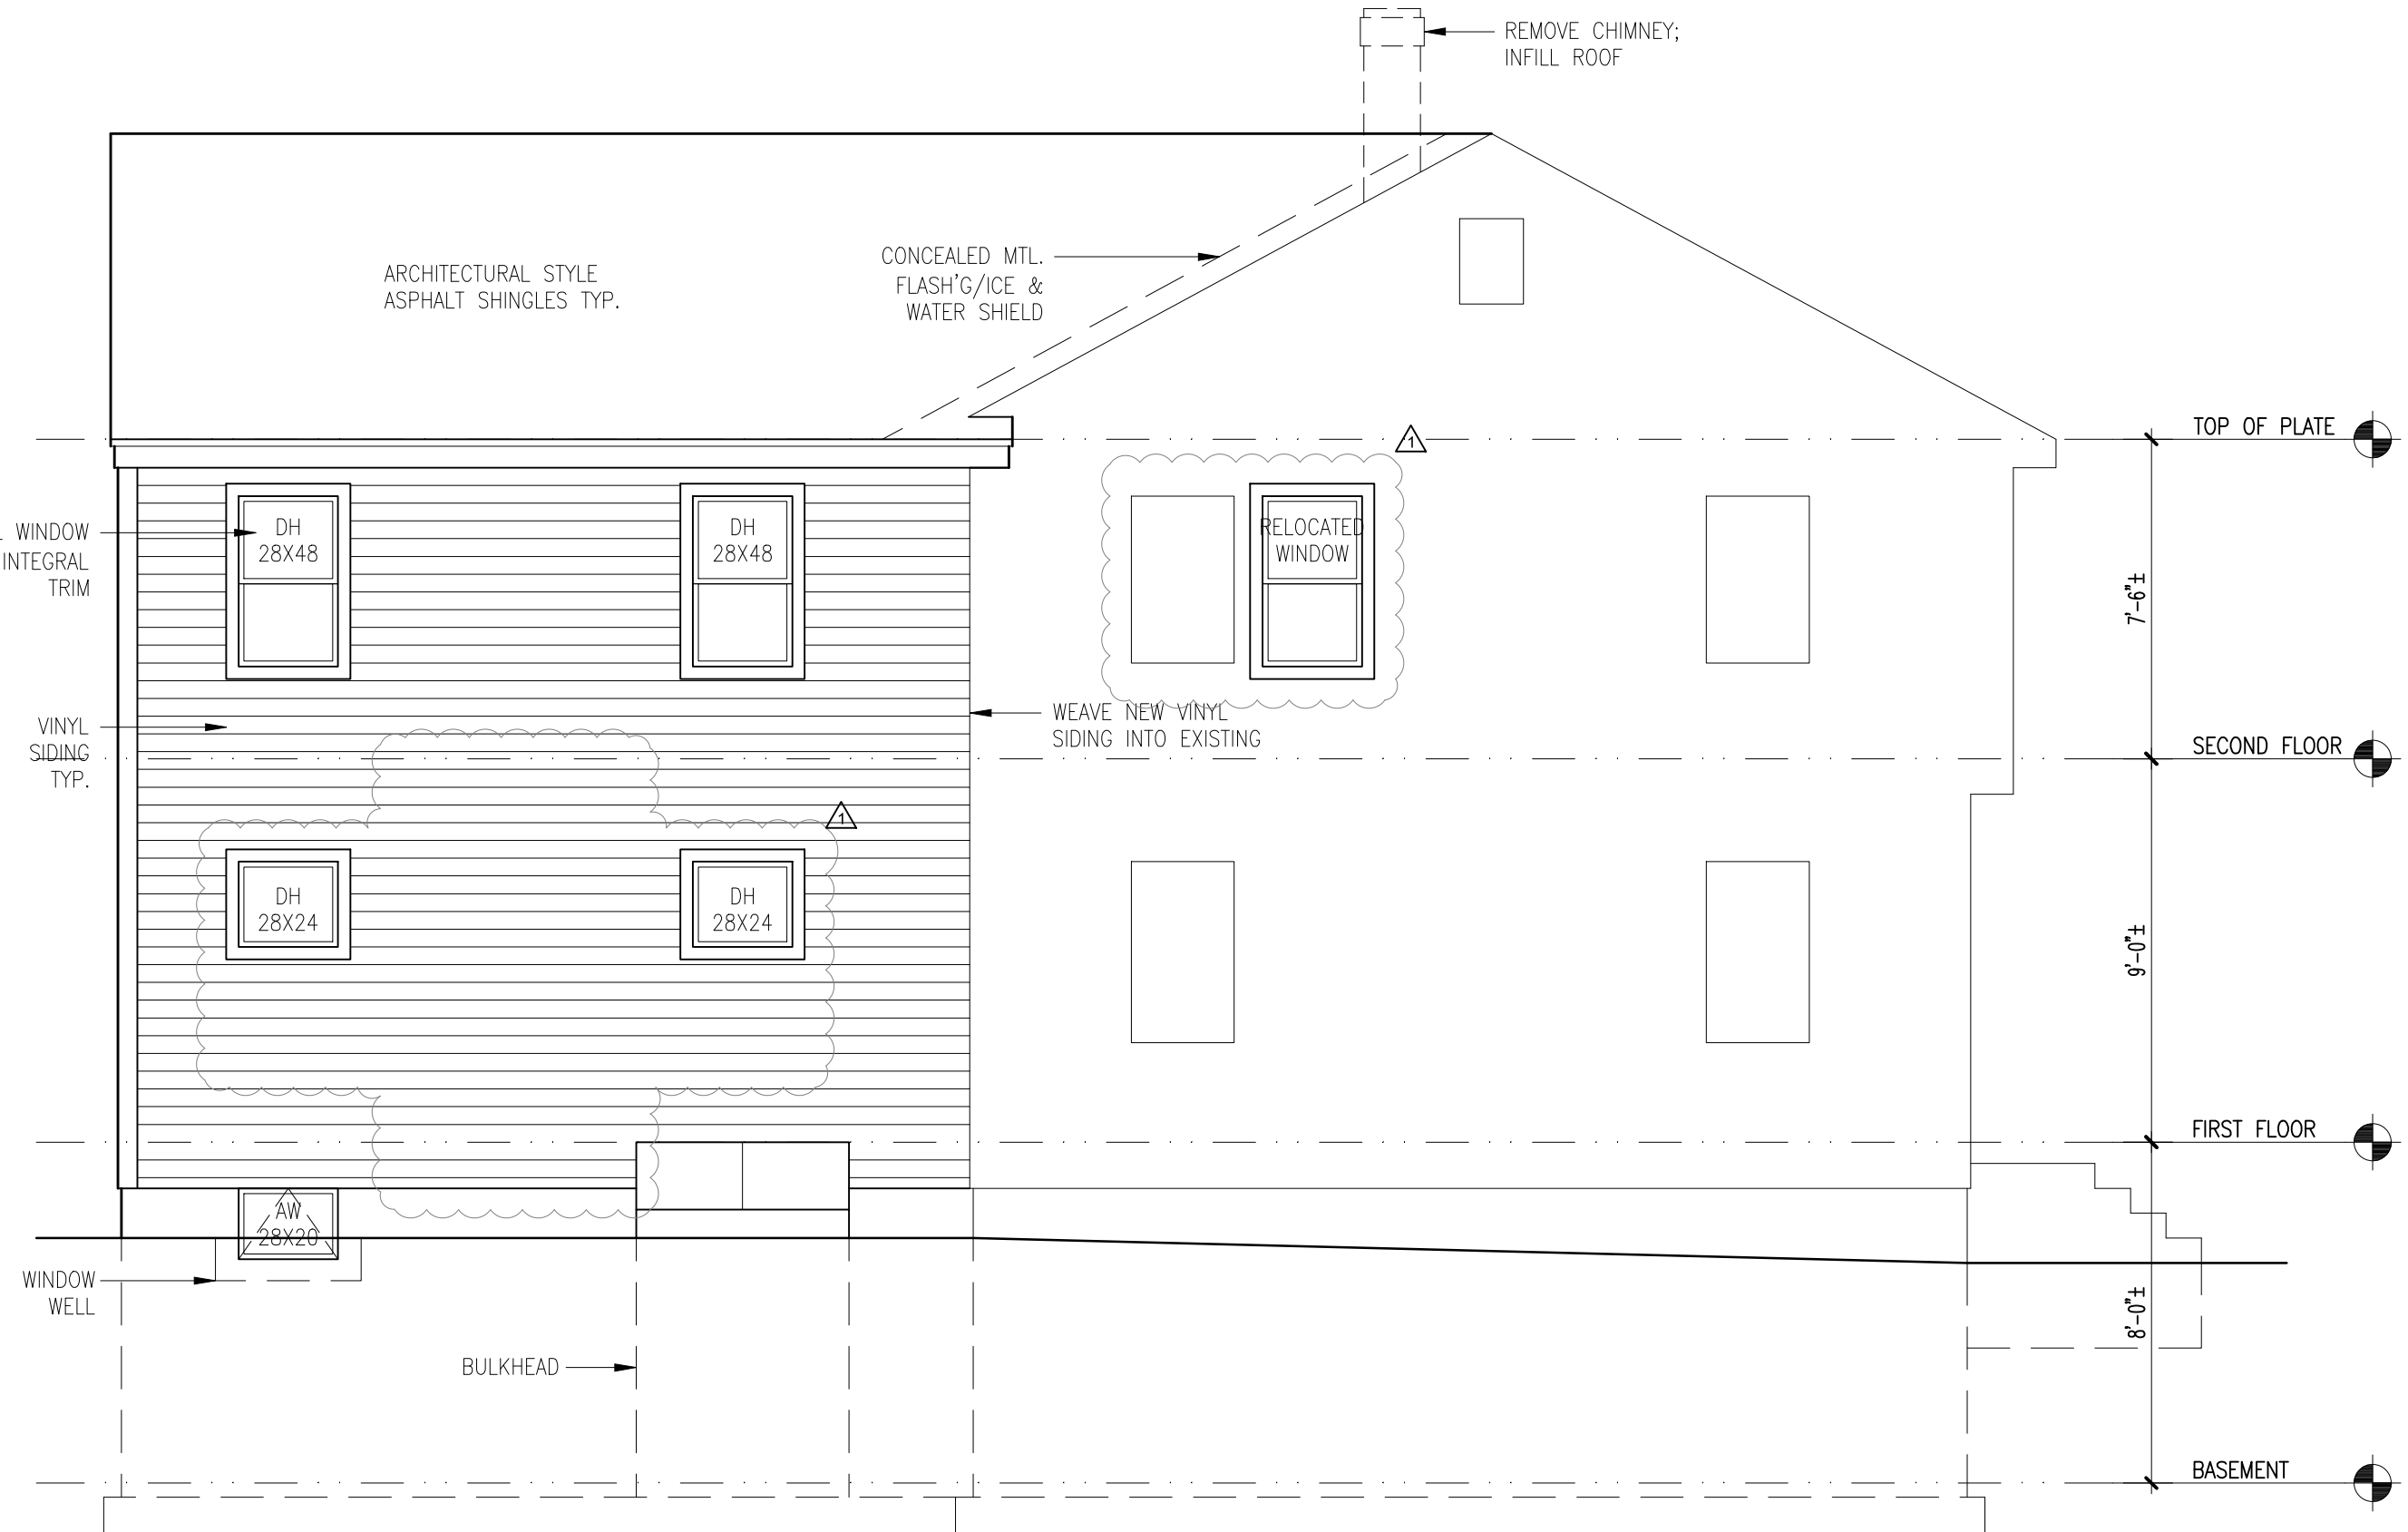 REMOVE CHIMNEY;
INFILL ROOF
CONCEALED MTL.
FLASH'G/ICE &
WATER SHIELD
ARCHITECTURAL STYLE
ASPHALT SHINGLES TYP.
TOP OF PLATE
1
WINDOW
INTEGRAL
TRIM
DH
28X48
DH
28X48
RELOCATED
WINDOW
7'-6"±
VINYL
SIDING
TYP.
WEAVE NEW VINYL
SIDING INTO EXISTING
SECOND FLOOR
1
DH
28X24
DH
28X24
9'-0"±
FIRST FLOOR
AW
28X20
WINDOW
WELL
8'-0"±
BULKHEAD
BASEMENT